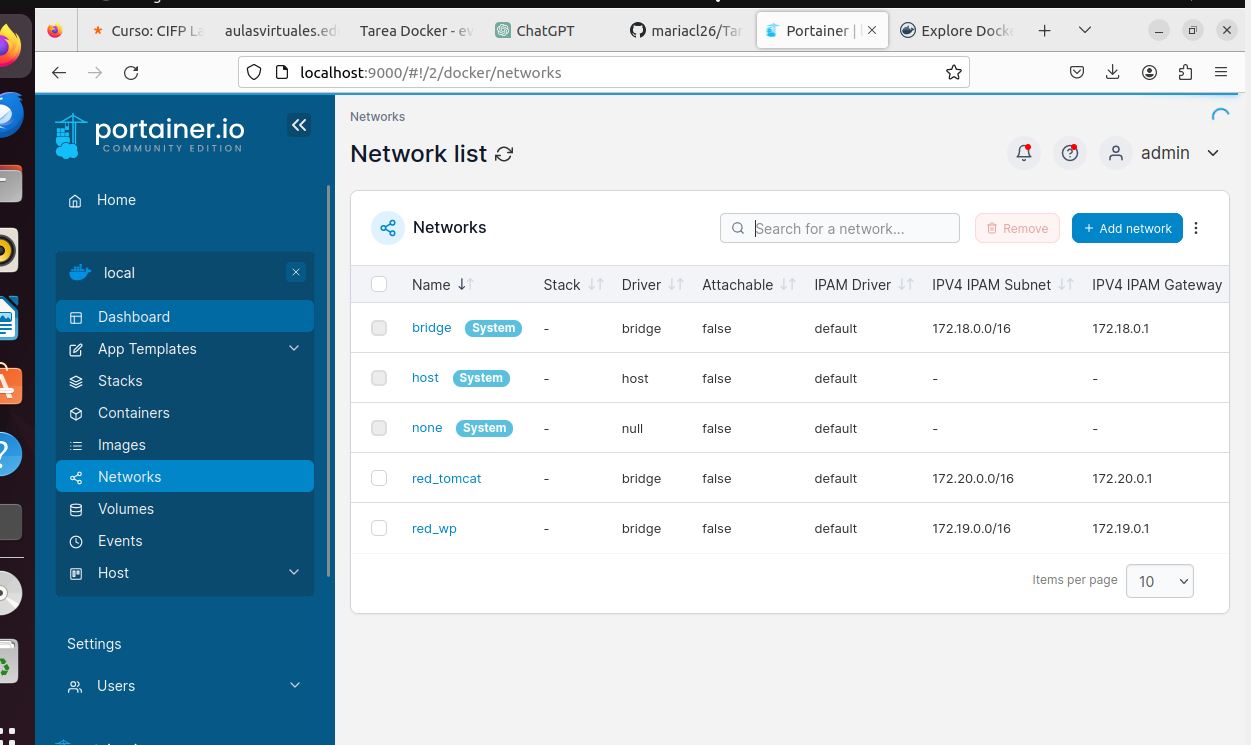 Curso: CIFP La
aulasvirtuales.ed
Tarea Docker - ev
ChatGPT
mariacl26/Tar
Portainer | l
Explore Docke
localhost:9000/#!/2/docker/networks
portainer.io
COMMUNITY EDITION
Home
local
Dashboard
App Templates
Stacks
Containers
Images
Networks
Volumes
Events
Host
Settings
Users
Networks
Network list
admin
Networks
Search for a network...
Remove
+ Add network
Name Stack Driver Attachable IPAM Driver IPV4 IPAM Subnet IPV4 IPAM Gateway
bridge System - bridge false default 172.18.0.0/16 172.18.0.1
host System - host false default - -
none System - null false default - -
red_tomcat - bridge false default 172.20.0.0/16 172.20.0.1
red_wp - bridge false default 172.19.0.0/16 172.19.0.1
Items per page 10